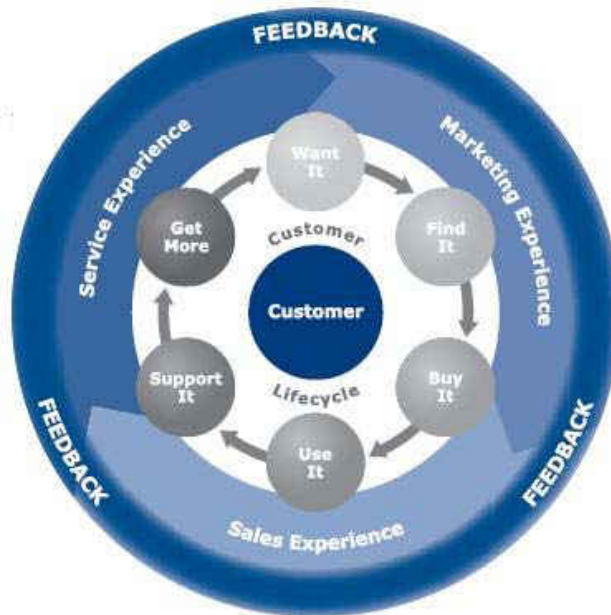 FEEDBACK
Service Experience
Marketing Experience
Want
It
Get
More
Find
It
Customer
Customer
Lifecycle
Support
It
Buy
It
Use
It
FEEDBACK
FEEDBACK
Sales Experience